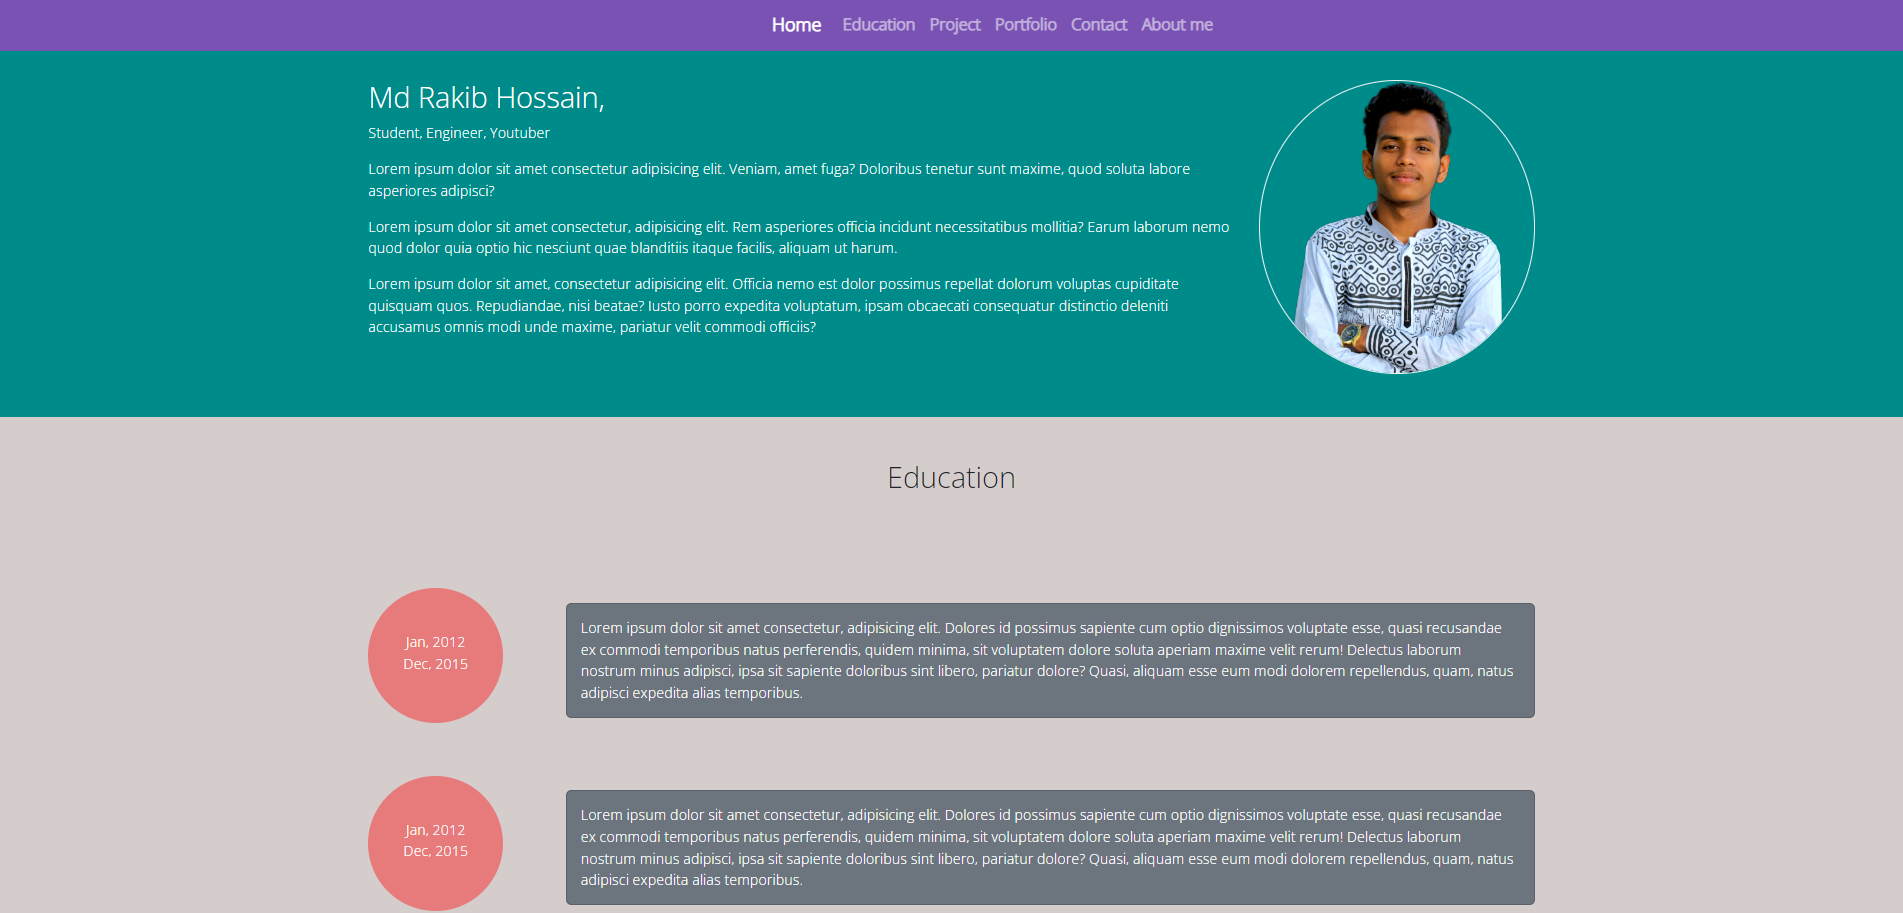 Home Education Project Portfolio Contact About me
Md Rakib Hossain,
Student, Engineer, Youtuber
Lorem ipsum dolor sit amet consectetur adipisicing elit. Veniam, amet fuga? Doloribus tenetur sunt maxime, quod soluta labore
asperiores adipisci?
Lorem ipsum dolor sit amet consectetur, adipisicing elit. Rem asperiores officia incidunt necessitatibus mollitia? Earum laborum nemo
quod dolor quia optio hic nesciunt quae blanditiis itaque facilis, aliquam ut harum.
Lorem ipsum dolor sit amet, consectetur adipisicing elit. Officia nemo est dolor possimus repellat dolorum voluptas cupiditate
quisquam quos. Repudiandae, nisi beatae? Iusto porro expedita voluptatum, ipsam obcaecati consequatur distinctio deleniti
accusamus omnis modi unde maxime, pariatur velit commodi officiis?
Education
Jan, 2012
Dec, 2015
Lorem ipsum dolor sit amet consectetur, adipisicing elit. Dolores id possimus sapiente cum optio dignissimos voluptate esse, quasi recusandae
ex commodi temporibus natus perferendis, quidem minima, sit voluptatem dolore soluta aperiam maxime velit rerum! Delectus laborum
nostrum minus adipisci, ipsa sit sapiente doloribus sint libero, pariatur dolore? Quasi, aliquam esse eum modi dolorem repellendus, quam, natus
adipisci expedita alias temporibus.
Jan, 2012
Dec, 2015
Lorem ipsum dolor sit amet consectetur, adipisicing elit. Dolores id possimus sapiente cum optio dignissimos voluptate esse, quasi recusandae
ex commodi temporibus natus perferendis, quidem minima, sit voluptatem dolore soluta aperiam maxime velit rerum! Delectus laborum
nostrum minus adipisci, ipsa sit sapiente doloribus sint libero, pariatur dolore? Quasi, aliquam esse eum modi dolorem repellendus, quam, natus
adipisci expedita alias temporibus.